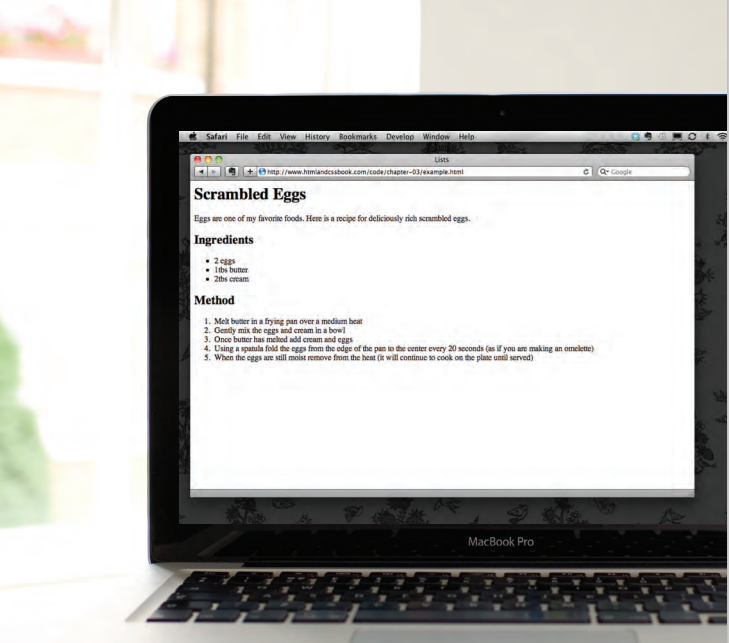 Safari File Edit View History Bookmarks Develop Window Help
Lists
http://www.htmlandcssbook.com/code/chapter-03/example.html
Google
Scrambled Eggs
Eggs are one of my favorite foods. Here is a recipe for deliciously rich scrambled eggs.
Ingredients
• 2 eggs
• 1tbs butter
• 2tbs cream
Method
1. Melt butter in a frying pan over a medium heat
2. Gently mix the eggs and cream in a bowl
3. Once butter has melted add cream and eggs
4. Using a spatula fold the eggs from the edge of the pan to the center every 20 seconds (as if you are making an omelette)
5. When the eggs are still moist remove from the heat (it will continue to cook on the plate until served)
MacBook Pro